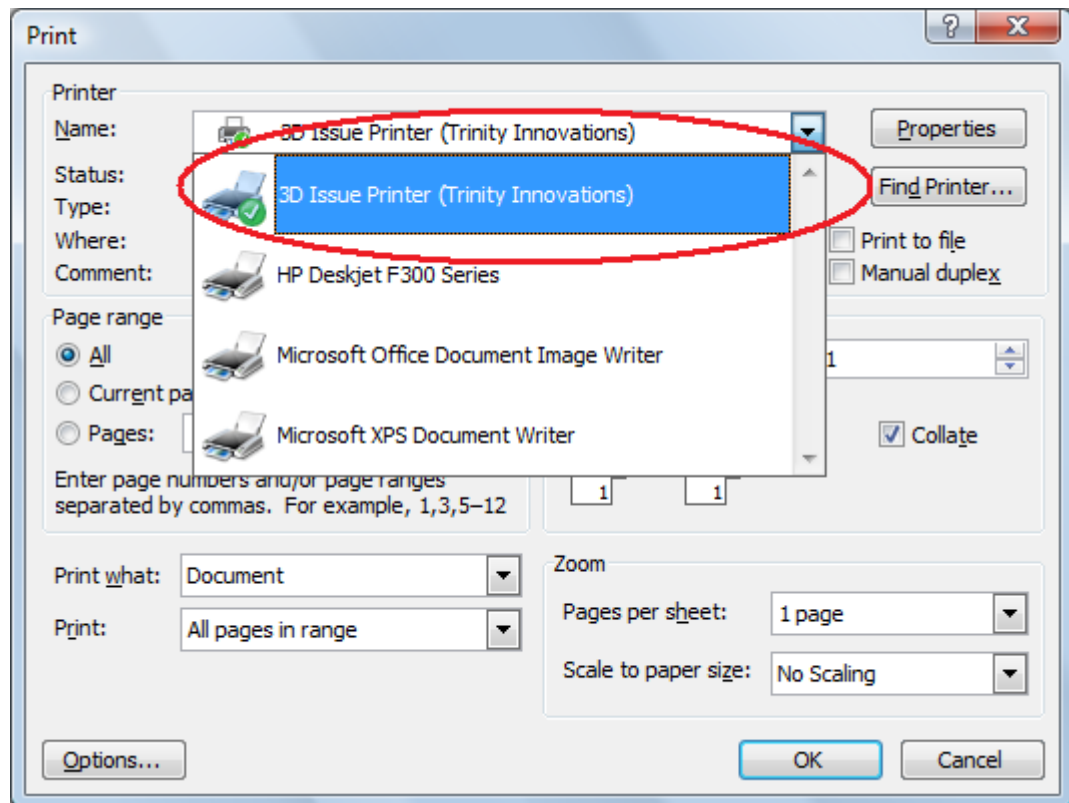 Print
Printer
Name: 3D Issue Printer (Trinity Innovations) Properties
Status: 3D Issue Printer (Trinity Innovations) Find Printer...
Type:
Where: Print to file
Comment: HP Deskjet F300 Series Manual duplex
Page range
All Microsoft Office Document Image Writer 1
Current pa
Pages: Microsoft XPS Document Writer Collate
Enter page numbers and/or page ranges
separated by commas. For example, 1,3,5–12
1 1
Print what: Document
Print: All pages in range
Zoom
Pages per sheet: 1 page
Scale to paper size: No Scaling
Options... OK Cancel